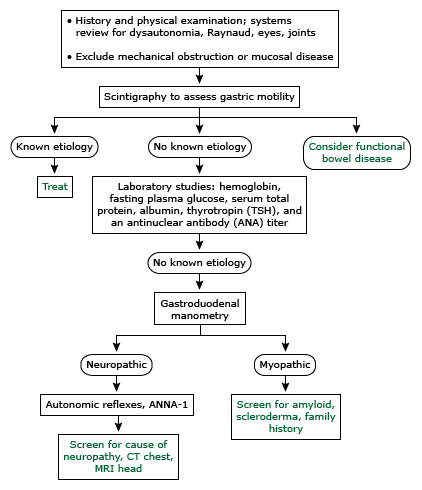 • History and physical examination; systems
review for dysautonomia, Raynaud, eyes, joints
• Exclude mechanical obstruction or mucosal disease
Scintigraphy to assess gastric motility
Known etiology
No known etiology
Consider functional
bowel disease
Treat
Laboratory studies: hemoglobin,
fasting plasma glucose, serum total
protein, albumin, thyrotropin (TSH), and
an antinuclear antibody (ANA) titer
No known etiology
Gastroduodenal
manometry
Neuropathic
Myopathic
Autonomic reflexes, ANNA-1
Screen for amyloid,
scleroderma, family
history
Screen for cause of
neuropathy, CT chest,
MRI head